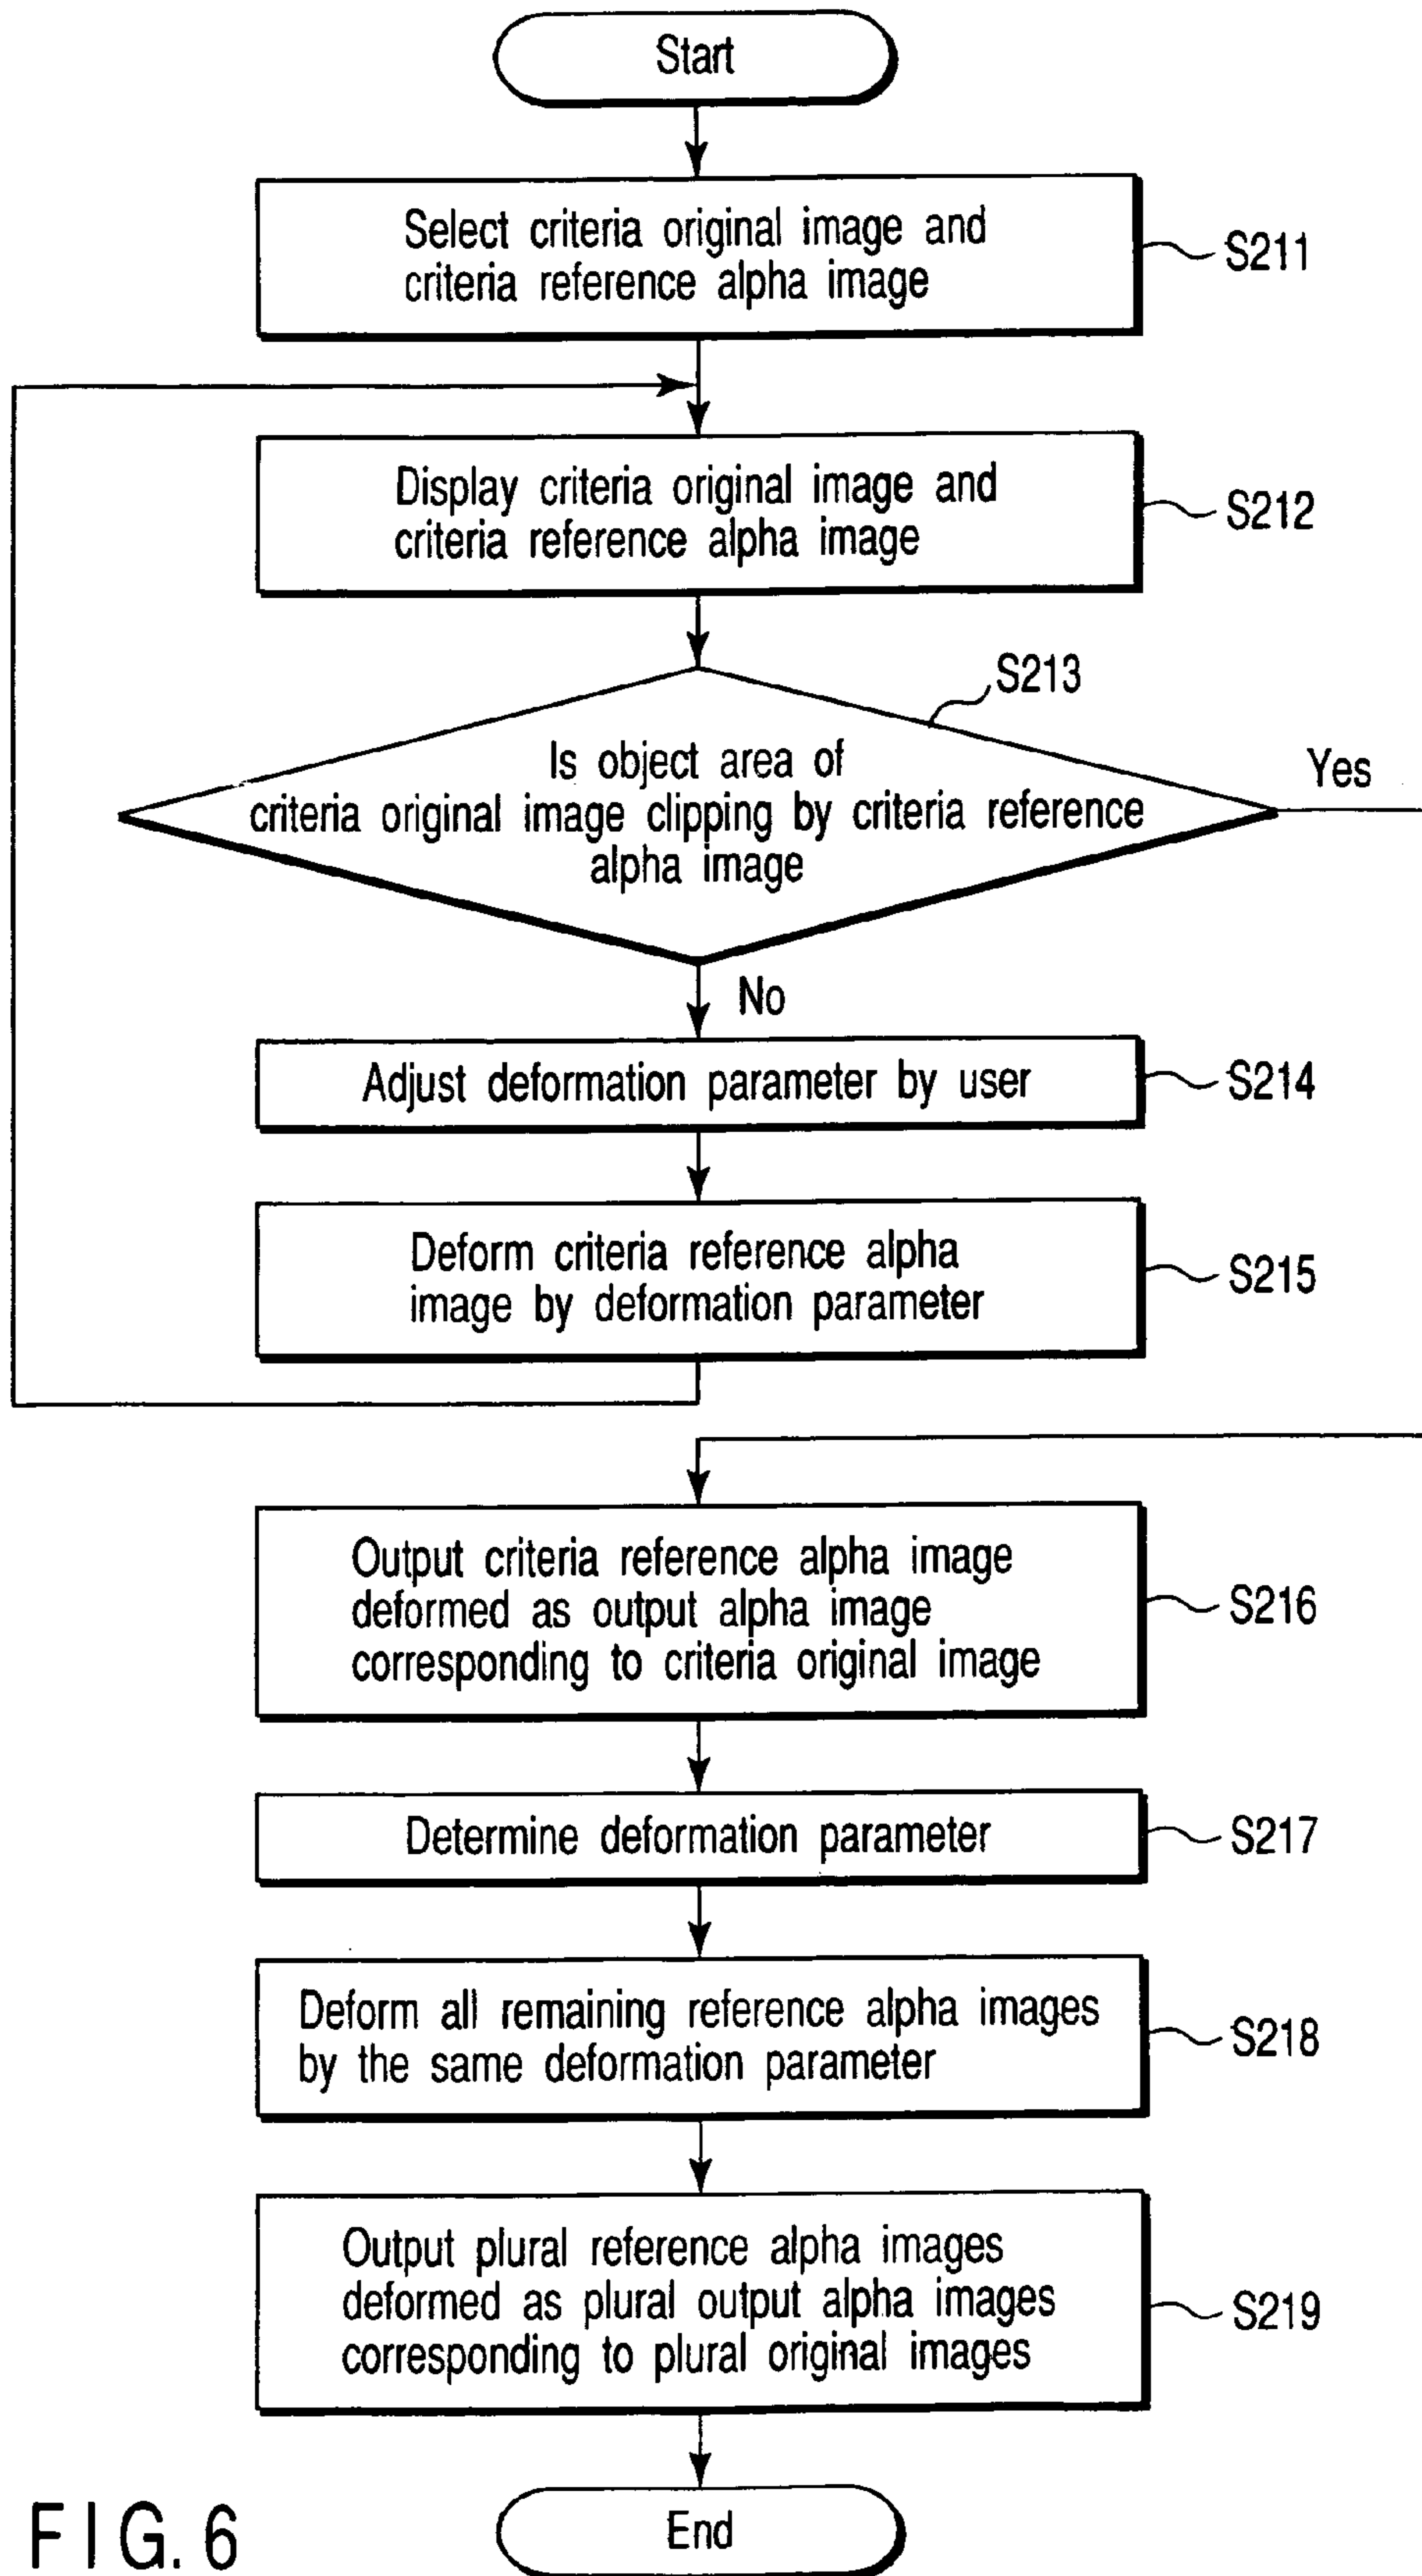 Start
Select criteria original image and
criteria reference alpha image
S211
Display criteria original image and
criteria reference alpha image
S212
S213
Is object area of
criteria original image clipping by criteria reference
alpha image
Yes
No
Adjust deformation parameter by user
S214
Deform criteria reference alpha
image by deformation parameter
S215
Output criteria reference alpha image
deformed as output alpha image
corresponding to criteria original image
S216
Determine deformation parameter
S217
Deform all remaining reference alpha images
by the same deformation parameter
S218
Output plural reference alpha images
deformed as plural output alpha images
corresponding to plural original images
S219
End
FIG. 6